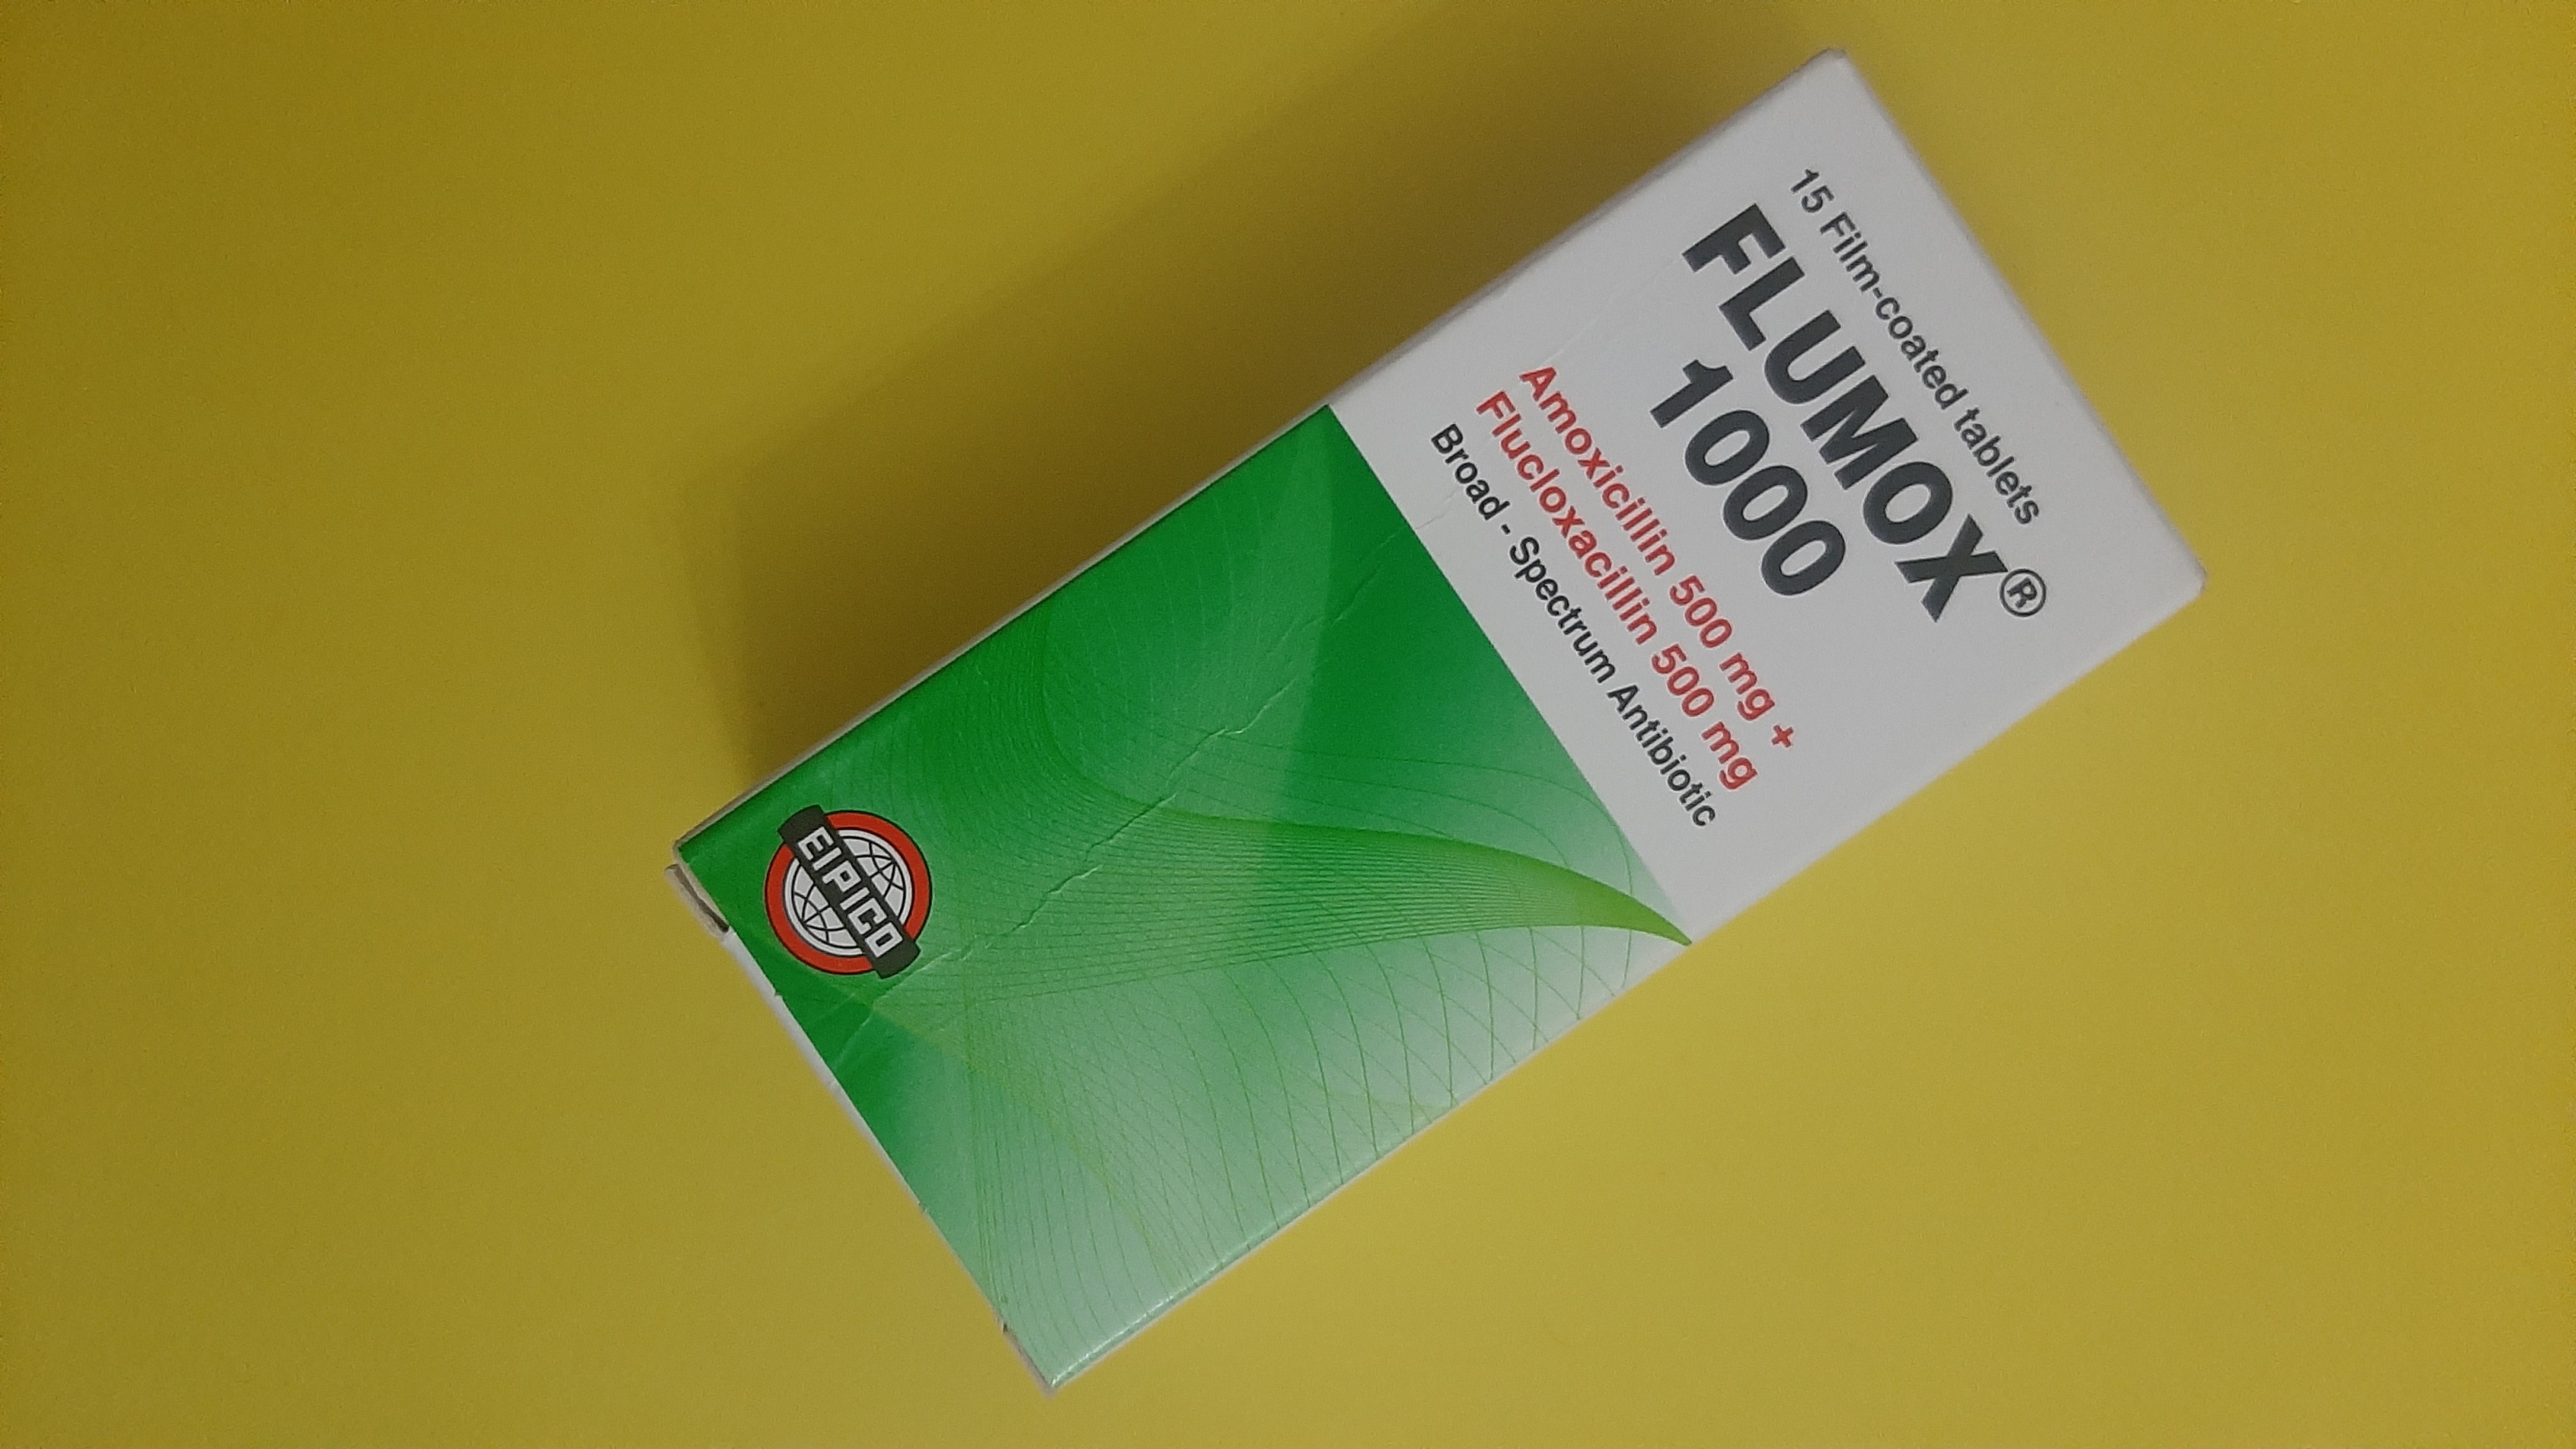 15 Film-coated tablets
FLUMOX®
1000
Amoxicillin 500 mg +
Flucloxacillin 500 mg
Broad - Spectrum Antibiotic
EIPICO